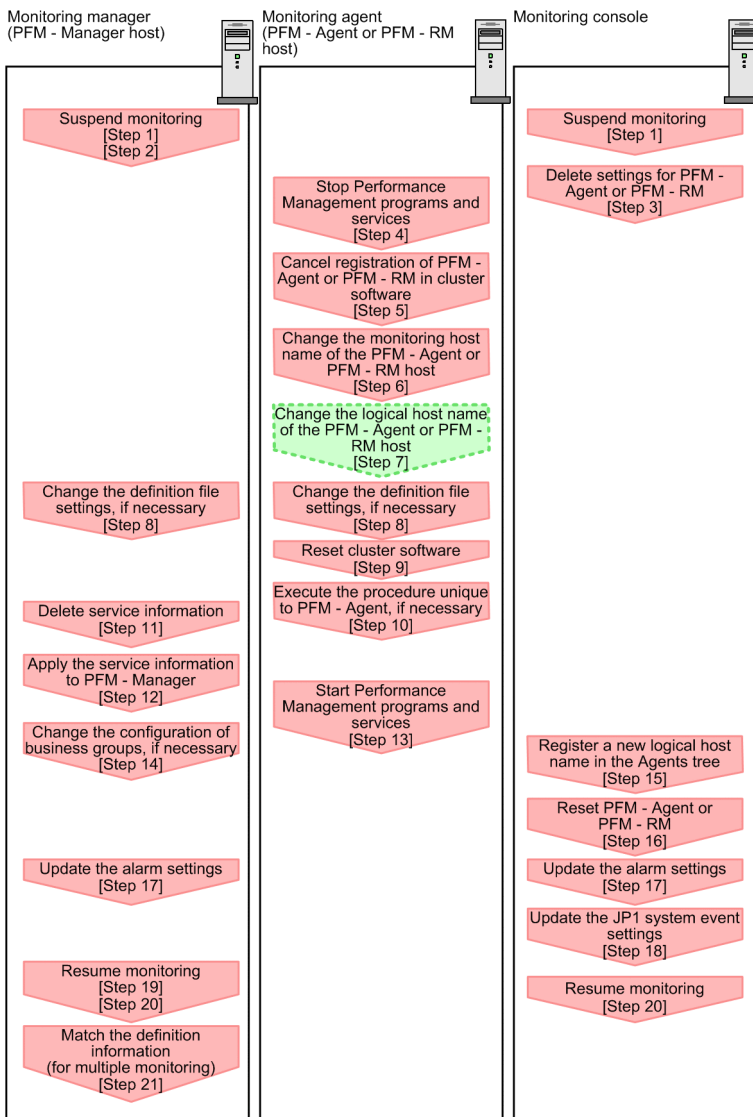 Monitoring manager
(PFM - Manager host)
Suspend monitoring
[Step 1]
[Step 2]
Change the definition file
settings, if necessary
[Step 8]
Delete service information
[Step 11]
Apply the service information
to PFM - Manager
[Step 12]
Change the configuration of
business groups, if necessary
[Step 14]
Update the alarm settings
[Step 17]
Resume monitoring
[Step 19]
[Step 20]
Match the definition
information
(for multiple monitoring)
[Step 21]
Monitoring agent
(PFM - Agent or PFM - RM
host)
Stop Performance
Management programs and
services
[Step 4]
Cancel registration of PFM -
Agent or PFM - RM in cluster
software
[Step 5]
Change the monitoring host
name of the PFM - Agent or
PFM - RM host
[Step 6]
Change the logical host name
of the PFM - Agent or PFM -
RM host
[Step 7]
Change the definition file
settings, if necessary
[Step 8]
Reset cluster software
[Step 9]
Execute the procedure unique
to PFM - Agent, if necessary
[Step 10]
Start Performance
Management programs and
services
[Step 13]
Monitoring console
Suspend monitoring
[Step 1]
Delete settings for PFM -
Agent or PFM - RM
[Step 3]
Register a new logical host
name in the Agents tree
[Step 15]
Reset PFM - Agent or
PFM - RM
[Step 16]
Update the alarm settings
[Step 17]
Update the JP1 system event
settings
[Step 18]
Resume monitoring
[Step 20]